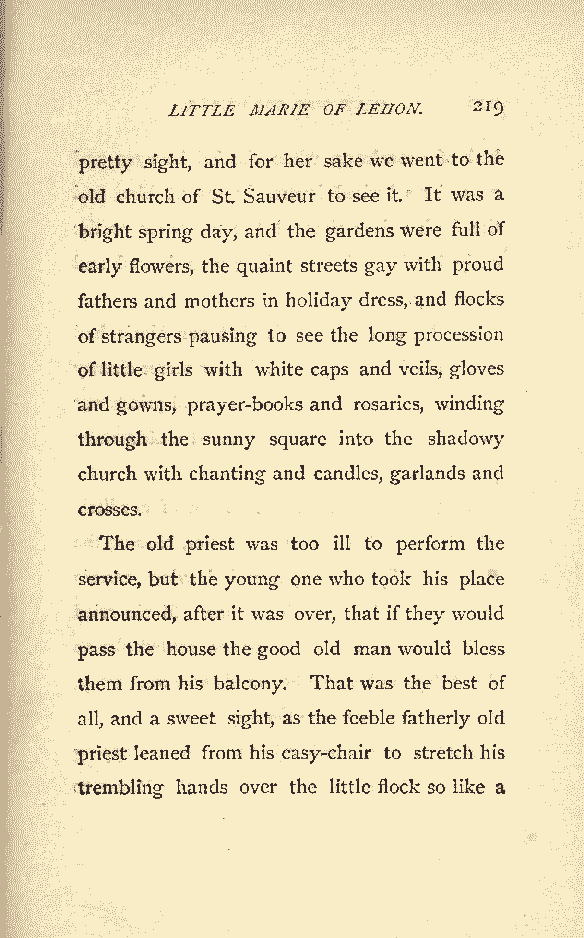 LITTLE MARIE OF LEHON. 219
pretty sight, and for her sake we went to the
old church of St. Sauveur to see it. It was a
bright spring day, and the gardens were full of
early flowers, the quaint streets gay with proud
fathers and mothers in holiday dress, and flocks
of strangers pausing to see the long procession
of little girls with white caps and veils, gloves
and gowns, prayer-books and rosaries, winding
through the sunny square into the shadowy
church with chanting and candles, garlands and
crosses.
The old priest was too ill to perform the
service, but the young one who took his place
announced, after it was over, that if they would
pass the house the good old man would bless
them from his balcony. That was the best of
all, and a sweet sight, as the feeble fatherly old
priest leaned from his easy-chair to stretch his
trembling hands over the little flock so like a